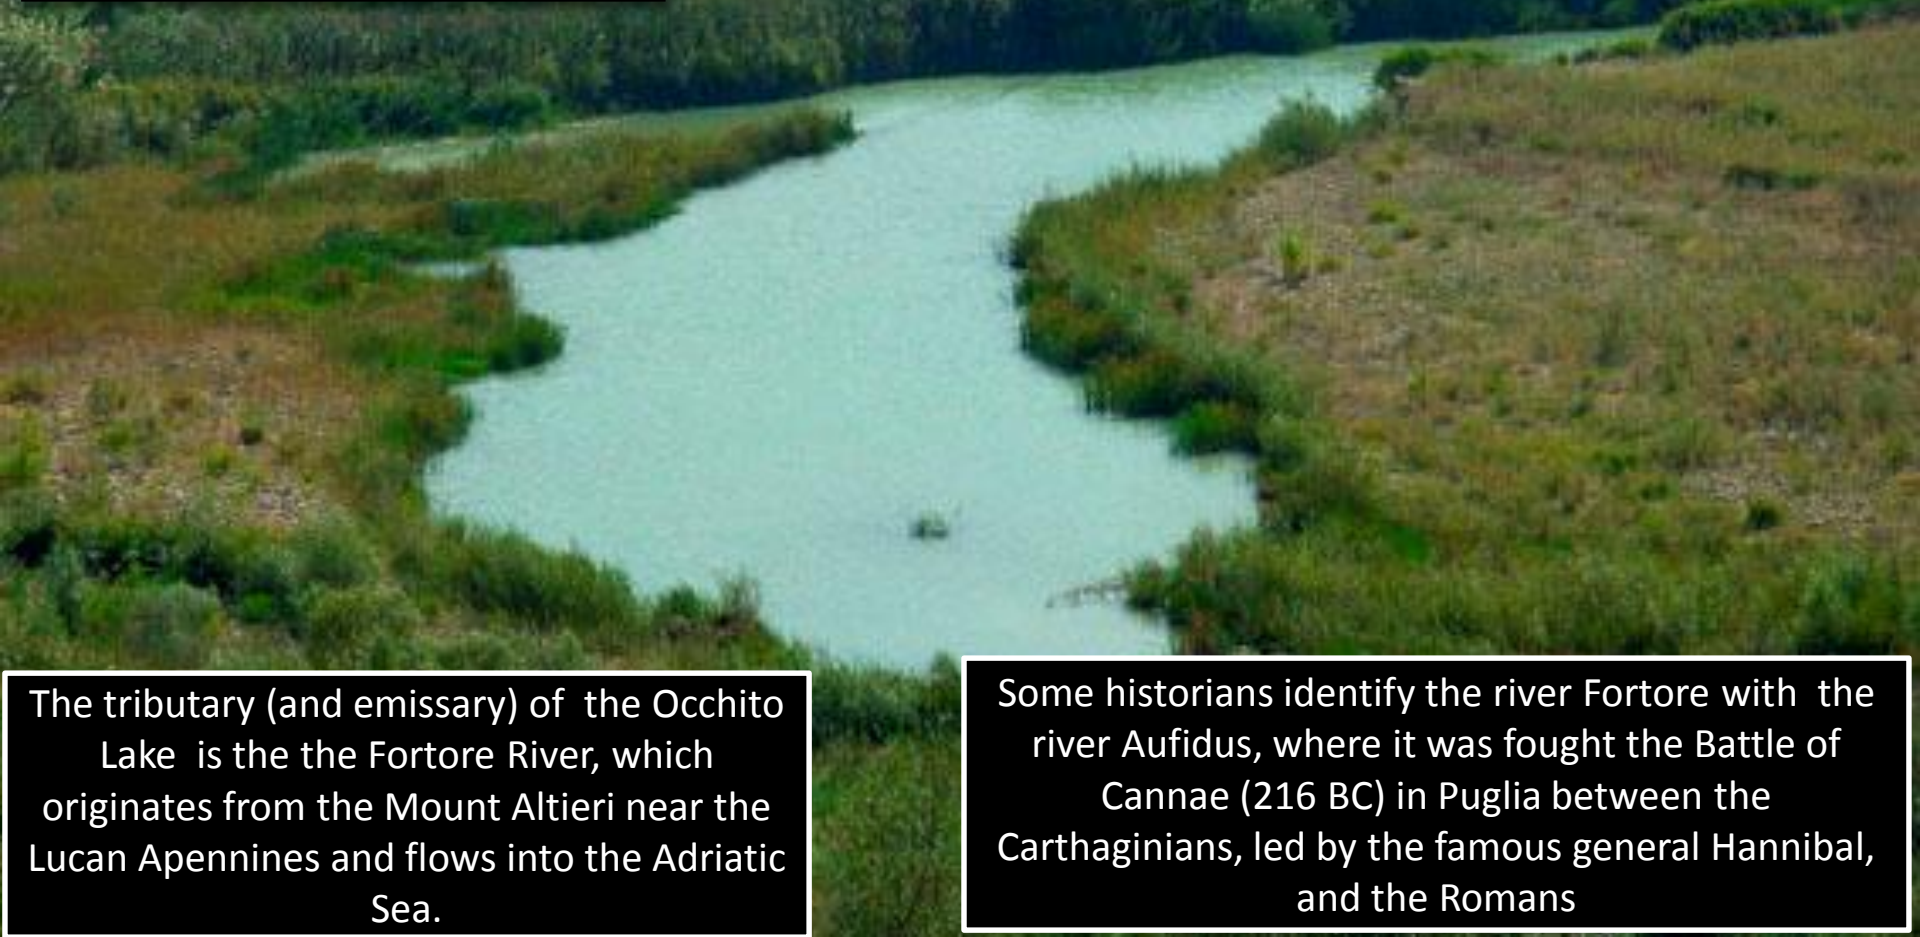 The tributary (and emissary) of  the Occhito
Lake  is the the Fortore River, which
originates from the Mount Altieri near the
Lucan Apennines and flows into the Adriatic
Sea.
Some historians identify the river Fortore with  the
river Aufidus, where it was fought the Battle of
Cannae (216 BC) in Puglia between the
Carthaginians, led by the famous general Hannibal,
and the Romans